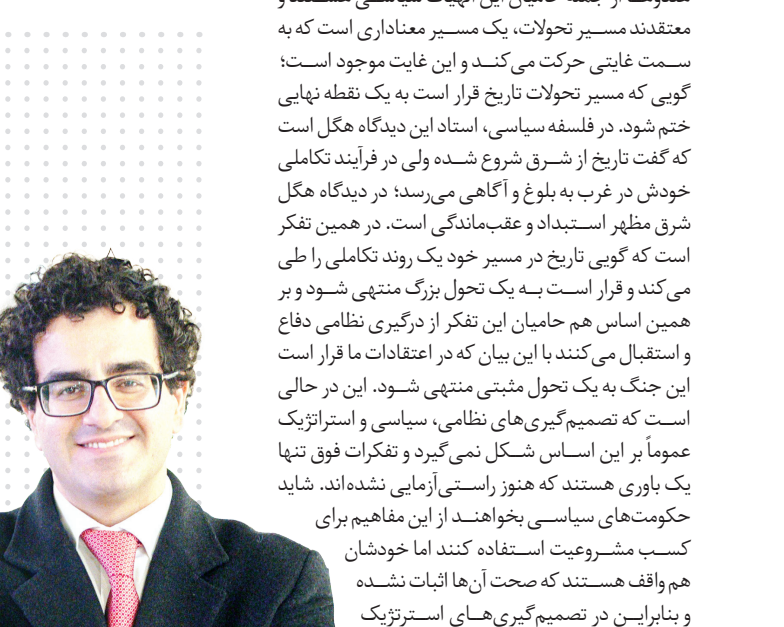 از جمله حامیان این الهیات سیاسی هستند و
معتقدند مسیر تحولات، یک مسیر معناداری است که به
سمت غایتی حرکت می‌کند و این غایت موجود است؛
گویی که مسیر تحولات تاریخ قرار است به یک نقطه نهایی
ختم شود. در فلسفه سیاسی، استاد این دیدگاه هگل است
که گفت تاریخ از شرق شروع شده ولی در فرآیند تکاملی
خودش در غرب به بلوغ و آگاهی می‌رسد؛ در دیدگاه هگل
شرق مظهر استبداد و عقب‌ماندگی است. در همین تفکر
است که گویی تاریخ در مسیر خود یک روند تکاملی را طی
می‌کند و قرار است به یک تحول بزرگ منتهی شود و بر
همین اساس هم حامیان این تفکر از درگیری نظامی دفاع
و استقبال می‌کنند با این بیان که در اعتقادات ما قرار است
این جنگ به یک تحول مثبتی منتهی شود. این در حالی
است که تصمیم‌گیری‌های نظامی، سیاسی و استراتژیک
عموماً بر این اساس شکل نمی‌گیرد و تفکرات فوق تنها
یک باوری هستند که هنوز راستی‌آزمایی نشده‌اند. شاید
حکومت‌های سیاسی بخواهند از این مفاهیم برای
کسب مشروعیت استفاده کنند اما خودشان
هم واقف هستند که صحت آن‌ها اثبات نشده
و بنابراین در تصمیم‌گیری‌های استرتژیک